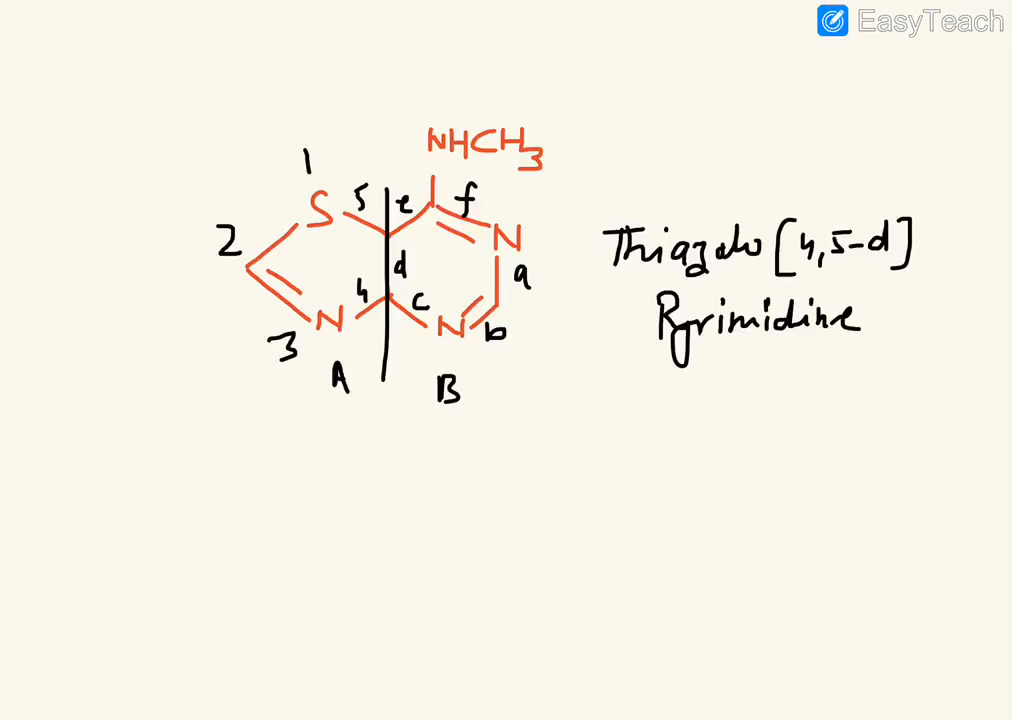 EasyTeach
NHCH3
1
S 5 e f
2 N
d a
4 c
3 N N b
A B
Thiazolo [4,5-d]
Pyrimidine